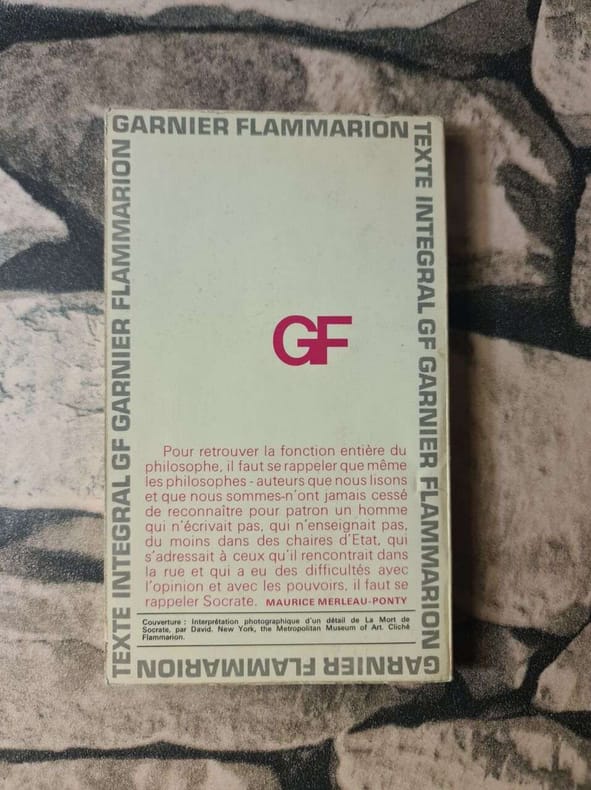 GARNIER FLAMMARION
TEXTE INTEGRAL GF GARNIER FLAMMARION
GF
Pour retrouver la fonction entière du
philosophe, il faut se rappeler que même
les philosophes - auteurs que nous lisons
et que nous sommes-n'ont jamais cessé
de reconnaître pour patron un homme
qui n'écrivait pas, qui n'enseignait pas,
du moins dans des chaires d'Etat, qui
s'adressait à ceux qu'il rencontrait dans
la rue et qui a eu des difficultés avec
l'opinion et avec les pouvoirs, il faut se
rappeler Socrate. MAURICE MERLEAU-PONTY
Couverture : Interprétation photographique d'un détail de La Mort de
Socrate, par David. New York, the Metropolitan Museum of Art. Cliché
Flammarion.
GARNIER FLAMMARION
TEXTE INTEGRAL GF GARNIER FLAMMARION